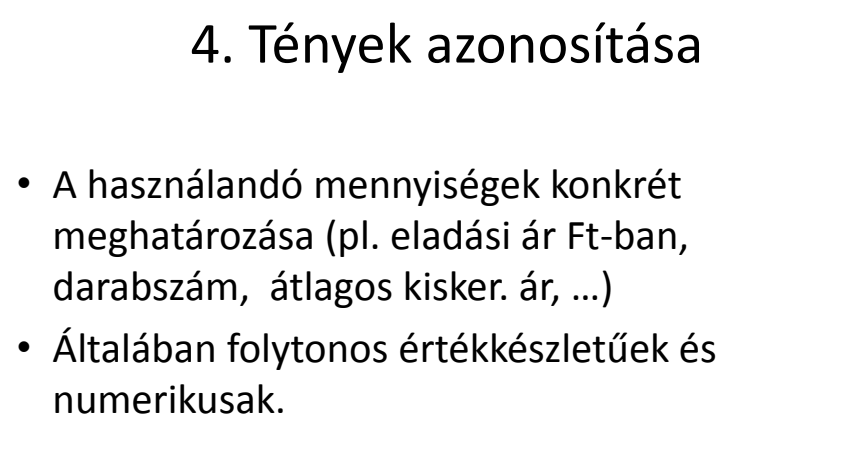 4. Tények azonosítása
• A használandó mennyiségek konkrét
meghatározása (pl. eladási ár Ft-ban,
darabszám,  átlagos kisker. ár, …)
• Általában folytonos értékkészletűek és
numerikusak.